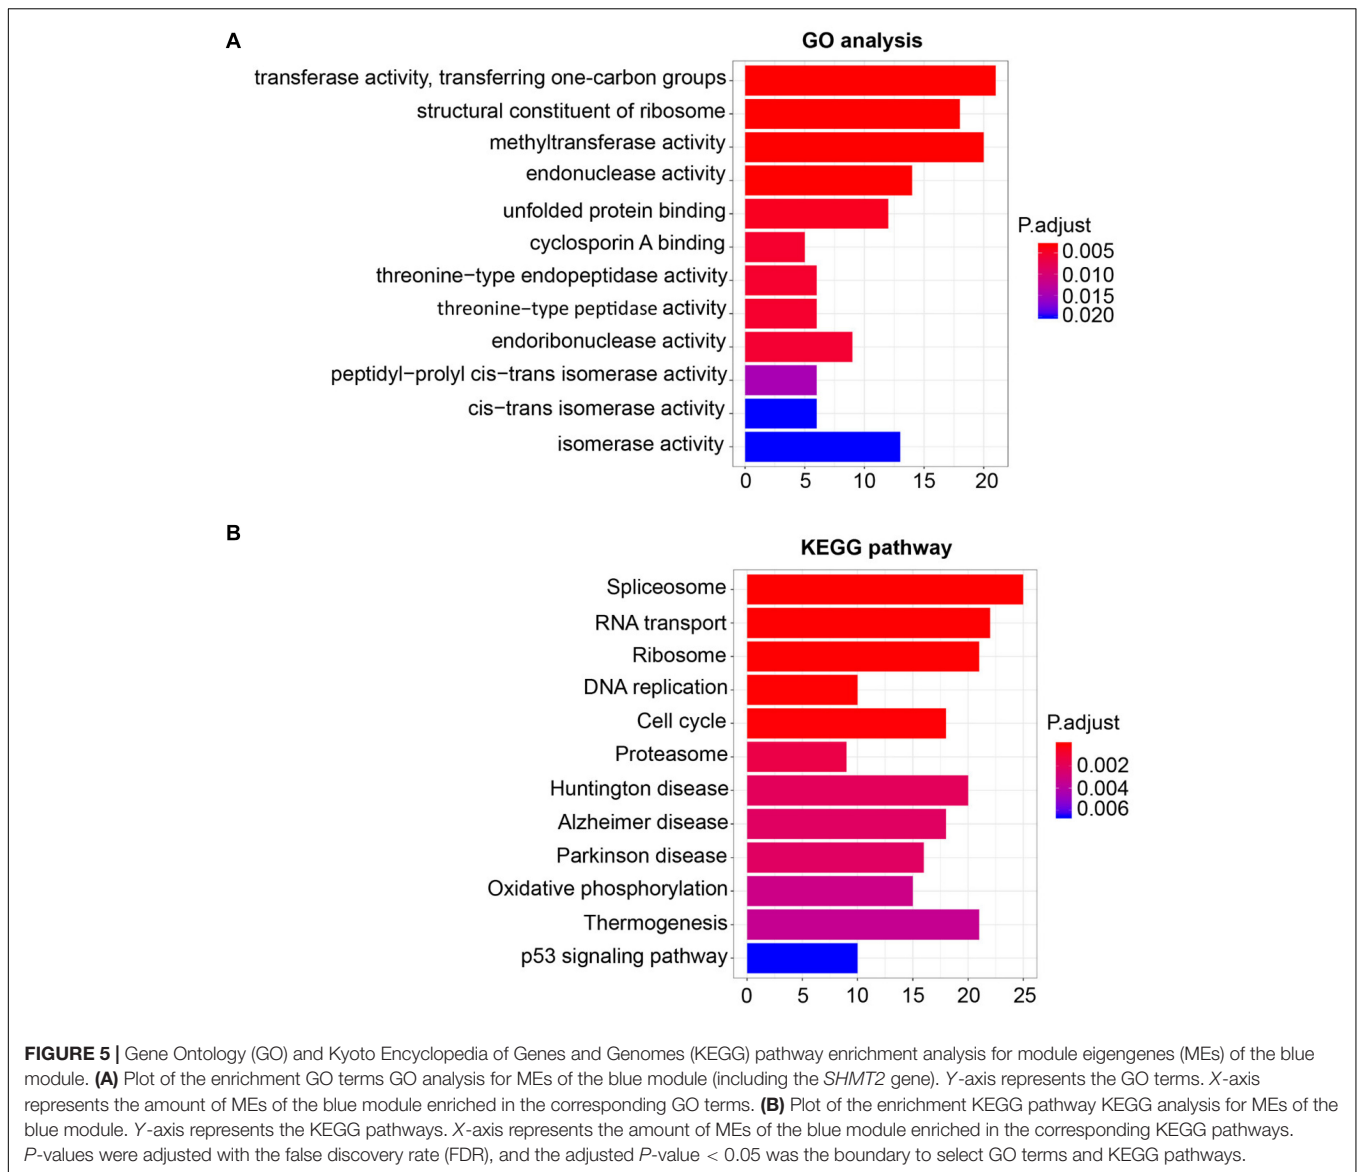 A
GO analysis
transferase activity, transferring one-carbon groups
structural constituent of ribosome
methyltransferase activity
endonuclease activity
unfolded protein binding
cyclosporin A binding
threonine−type endopeptidase activity
threonine−type peptidase activity
endoribonuclease activity
peptidyl−prolyl cis−trans isomerase activity
cis−trans isomerase activity
isomerase activity
0 5 10 15 20
P.adjust
0.005
0.010
0.015
0.020
B
KEGG pathway
Spliceosome
RNA transport
Ribosome
DNA replication
Cell cycle
Proteasome
Huntington disease
Alzheimer disease
Parkinson disease
Oxidative phosphorylation
Thermogenesis
p53 signaling pathway
0 5 10 15 20 25
P.adjust
0.002
0.004
0.006
FIGURE 5 | Gene Ontology (GO) and Kyoto Encyclopedia of Genes and Genomes (KEGG) pathway enrichment analysis for module eigengenes (MEs) of the blue
module. (A) Plot of the enrichment GO terms GO analysis for MEs of the blue module (including the SHMT2 gene). Y-axis represents the GO terms. X-axis
represents the amount of MEs of the blue module enriched in the corresponding GO terms. (B) Plot of the enrichment KEGG pathway KEGG analysis for MEs of the
blue module. Y-axis represents the KEGG pathways. X-axis represents the amount of MEs of the blue module enriched in the corresponding KEGG pathways.
P-values were adjusted with the false discovery rate (FDR), and the adjusted P-value < 0.05 was the boundary to select GO terms and KEGG pathways.